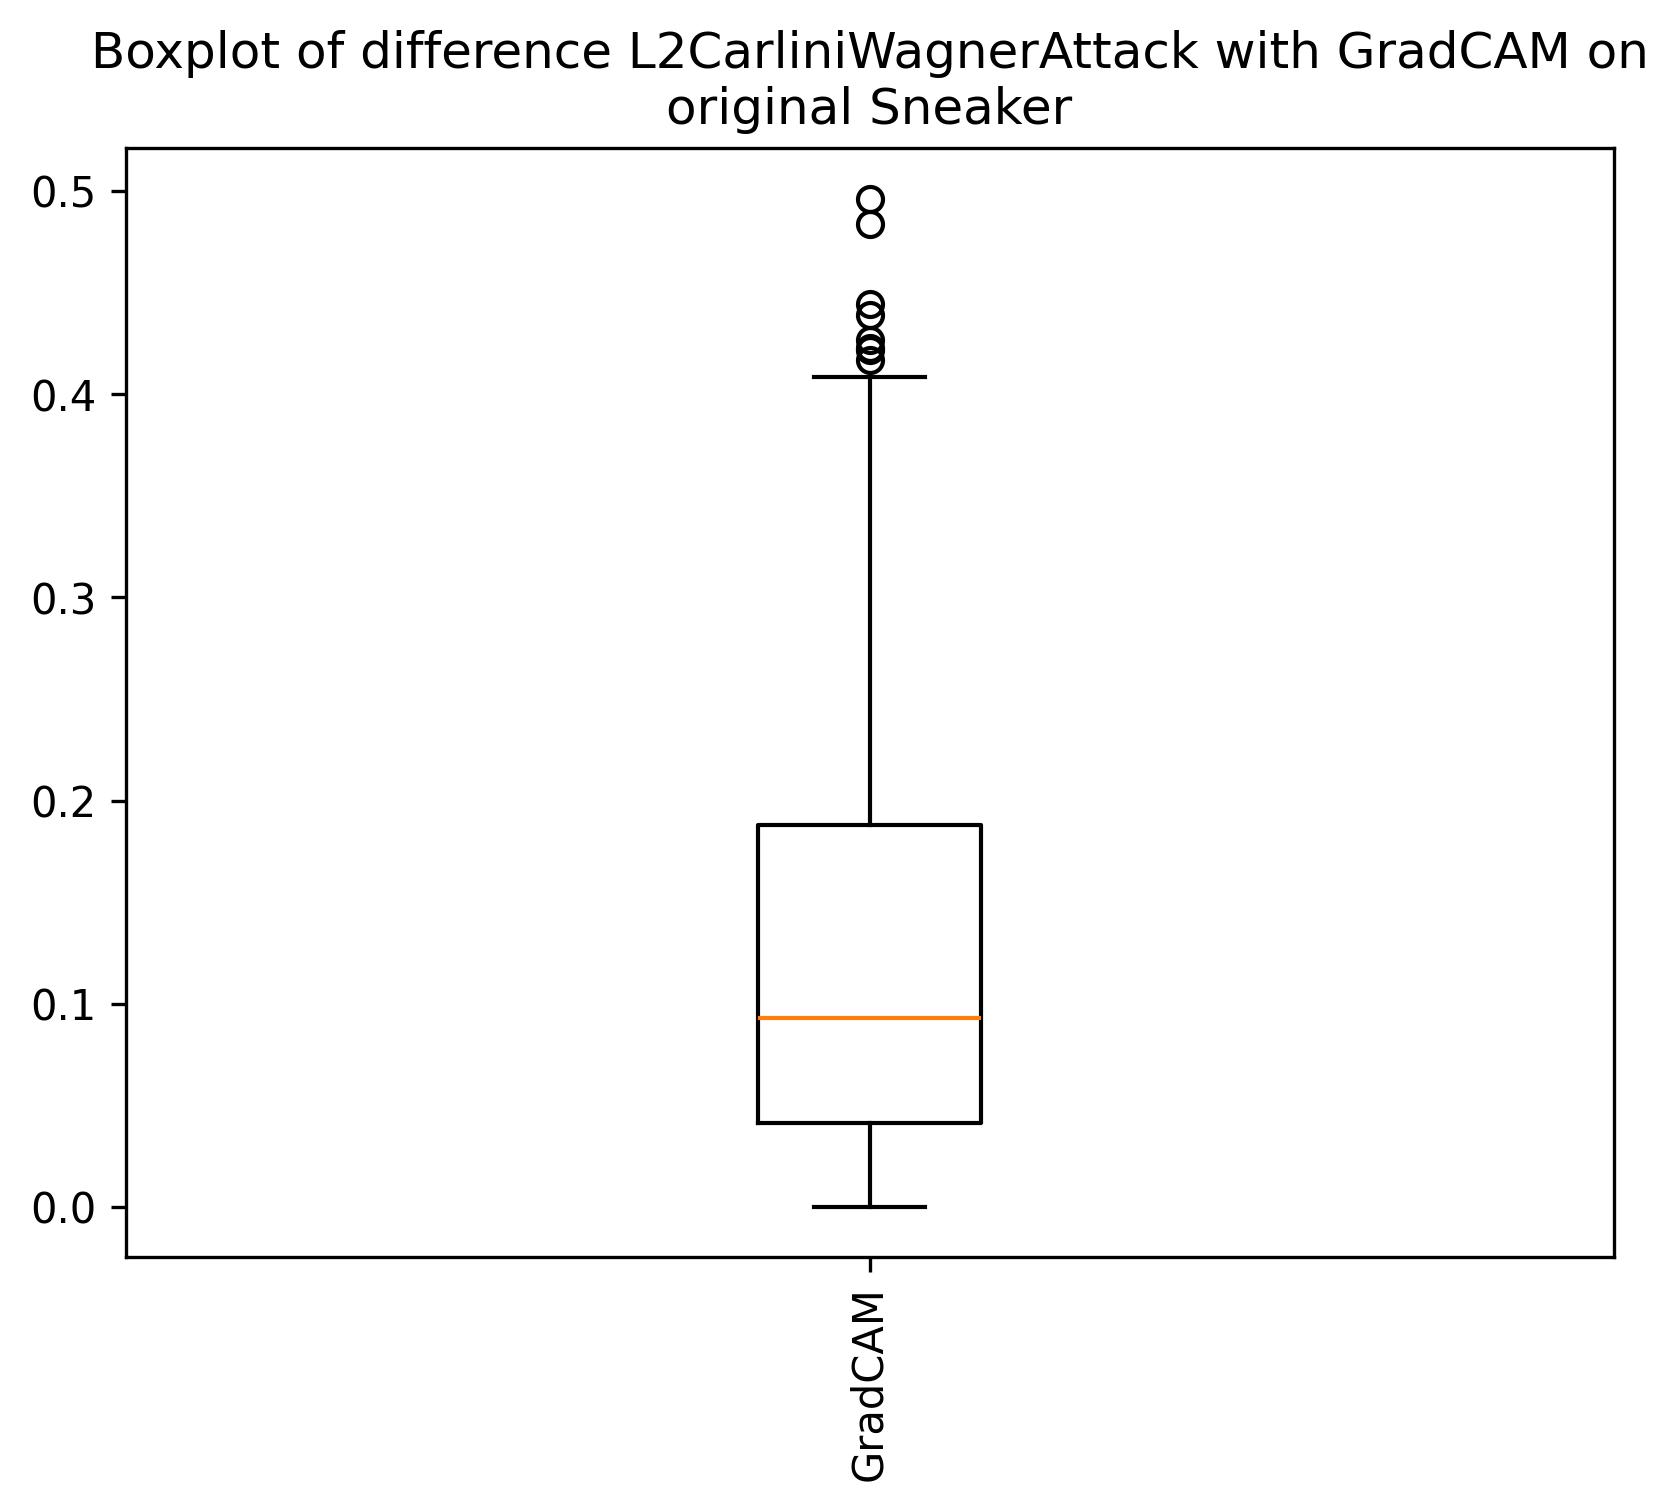 Boxplot of difference L2CarliniWagnerAttack with GradCAM on
original Sneaker
0.5
0.4
0.3
0.2
0.1
0.0
GradCAM